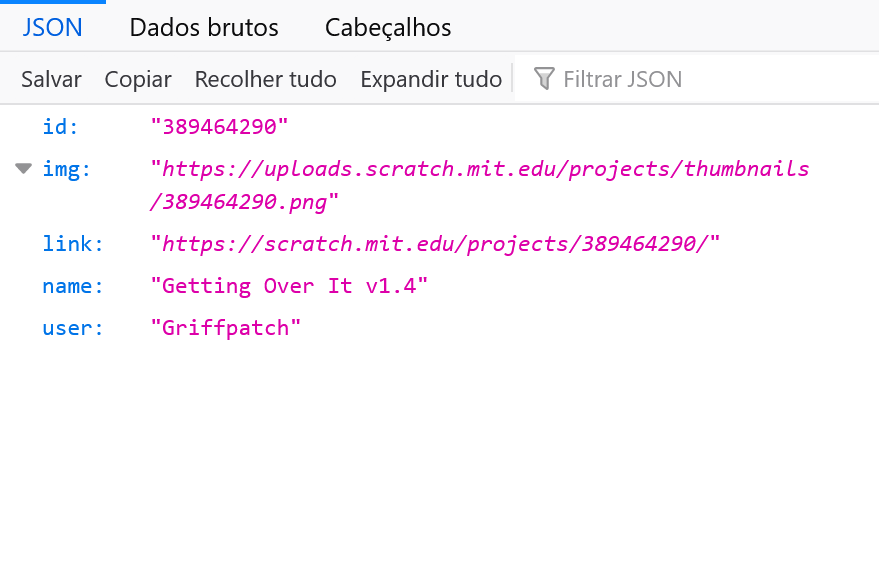 JSON Dados brutos Cabeçalhos
Salvar Copiar Recolher tudo Expandir tudo Filtrar JSON
id: "389464290"
img: "https://uploads.scratch.mit.edu/projects/thumbnails
/389464290.png"
link: "https://scratch.mit.edu/projects/389464290/"
name: "Getting Over It v1.4"
user: "Griffpatch"